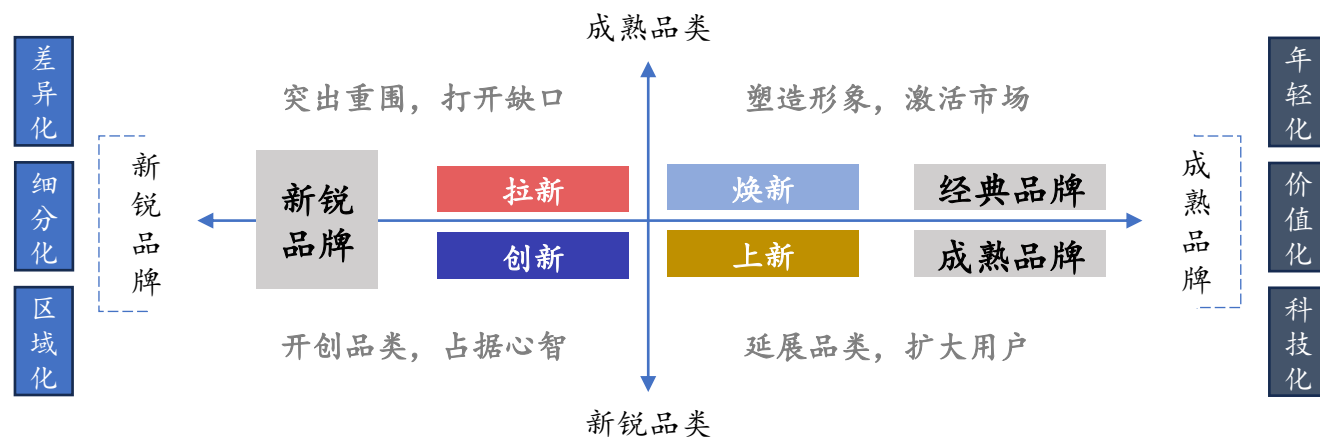 成熟品类
差异化
细分化
区域化
新锐品牌
突出重围，打开缺口
塑造形象，激活市场
新锐
品牌
拉新
焕新
经典品牌
创新
上新
成熟品牌
开创品类，占据心智
延展品类，扩大用户
新锐品类
成熟品牌
年轻化
价值化
科技化